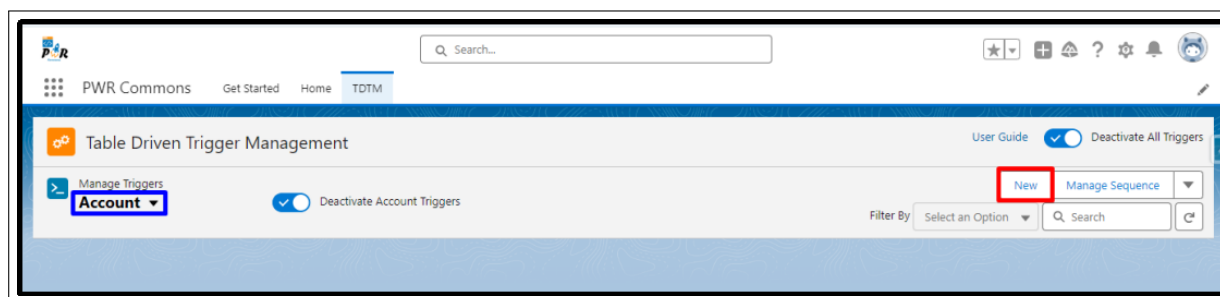 PWR
Search...
?
PWR Commons Get Started Home TDTM
Table Driven Trigger Management
User Guide Deactivate All Triggers
Manage Triggers
Account
Deactivate Account Triggers
New Manage Sequence
Filter By Select an Option Search